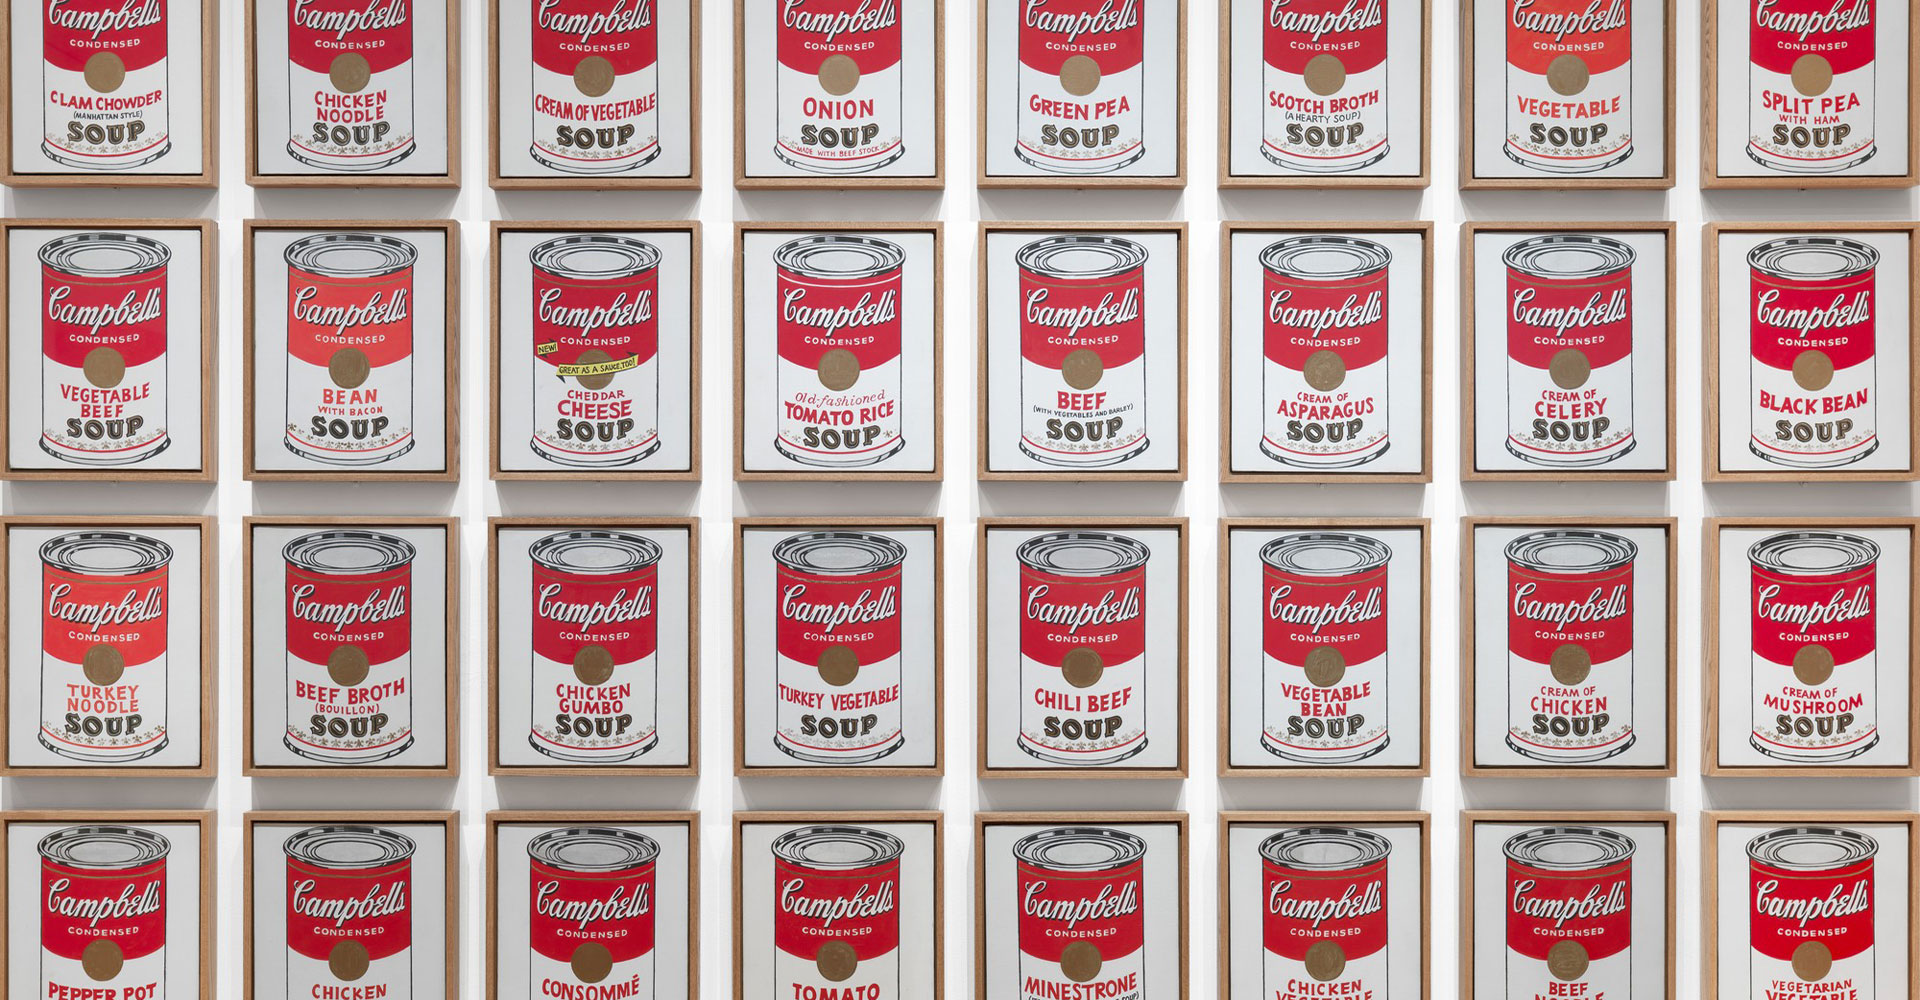 Campbell's
CONDENSED
CLAM CHOWDER
(MANHATTAN STYLE)
SOUP
Campbell's
CONDENSED
CHICKEN
NOODLE
SOUP
Campbell's
CONDENSED
CREAM OF VEGETABLE
SOUP
Campbell's
CONDENSED
ONION
SOUP
MADE WITH BEEF STOCK
Campbell's
CONDENSED
GREEN PEA
SOUP
Campbell's
CONDENSED
SCOTCH BROTH
(A HEARTY SOUP)
SOUP
Campbell's
CONDENSED
VEGETABLE
SOUP
Campbell's
CONDENSED
SPLIT PEA
WITH HAM
SOUP
Campbell's
CONDENSED
VEGETABLE
BEEF
SOUP
Campbell's
CONDENSED
BEAN
WITH BACON
SOUP
Campbell's
CONDENSED
NEW!
GREAT AS A SAUCE, TOO!
CHEDDAR
CHEESE
SOUP
Campbell's
CONDENSED
Old-fashioned
TOMATO RICE
SOUP
Campbell's
CONDENSED
BEEF
(WITH VEGETABLES AND BARLEY)
SOUP
Campbell's
CONDENSED
CREAM OF
ASPARAGUS
SOUP
Campbell's
CONDENSED
CREAM OF
CELERY
SOUP
Campbell's
CONDENSED
BLACK BEAN
SOUP
Campbell's
CONDENSED
TURKEY
NOODLE
SOUP
Campbell's
CONDENSED
BEEF BROTH
(BOUILLON)
SOUP
Campbell's
CONDENSED
CHICKEN
GUMBO
SOUP
Campbell's
CONDENSED
TURKEY VEGETABLE
SOUP
Campbell's
CONDENSED
CHILI BEEF
SOUP
Campbell's
CONDENSED
VEGETABLE
BEAN
SOUP
Campbell's
CONDENSED
CREAM OF
CHICKEN
SOUP
Campbell's
CONDENSED
CREAM OF
MUSHROOM
SOUP
Campbell's
CONDENSED
PEPPER POT
Campbell's
CONDENSED
CHICKEN
Campbell's
CONDENSED
CONSOMMÉ
Campbell's
CONDENSED
TOMATO
Campbell's
CONDENSED
MINESTRONE
SOUP)
Campbell's
CONDENSED
CHICKEN
VEGETABLE
Campbell's
CONDENSED
BEEF
NOODLE
Campbell's
CONDENSED
VEGETARIAN
VEGETABLE